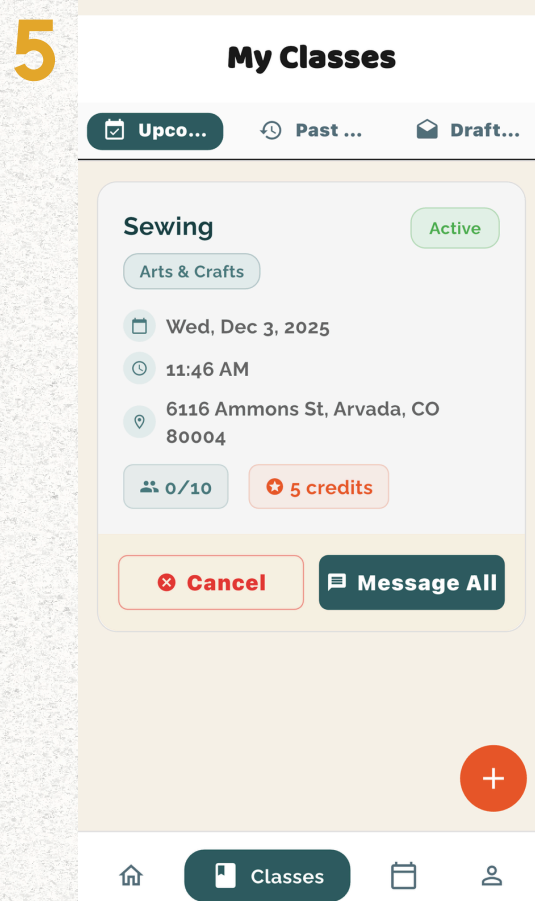 5
My Classes
Upco...
Past ...
Draft...
Sewing
Active
Arts & Crafts
Wed, Dec 3, 2025
11:46 AM
6116 Ammons St, Arvada, CO
80004
0/10
5 credits
Cancel
Message All
Classes